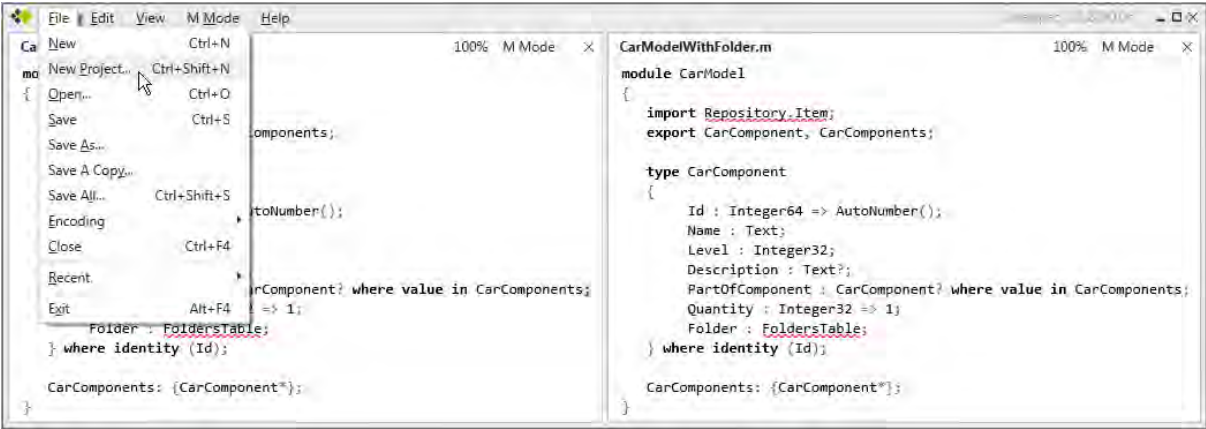 File Edit View M Mode Help
New Ctrl+N
New Project... Ctrl+Shift+N
Open... Ctrl+O
Save Ctrl+S
Save As...
Save A Copy...
Save All... Ctrl+Shift+S
Encoding
Close Ctrl+F4
Recent
Exit Alt+F4
Ca 100% M Mode ×
mo
{
omponents;
toNumber();
rComponent? where value in CarComponents;
=> 1;
Folder : FoldersTable;
} where identity (Id);
CarComponents: {CarComponent*};
}
CarModelWithFolder.m 100% M Mode ×
module CarModel
{
import Repository.Item;
export CarComponent, CarComponents;
type CarComponent
{
Id : Integer64 => AutoNumber();
Name : Text;
Level : Integer32;
Description : Text?;
PartOfComponent : CarComponent? where value in CarComponents;
Quantity : Integer32 => 1;
Folder : FoldersTable;
} where identity (Id);
CarComponents: {CarComponent*};
}